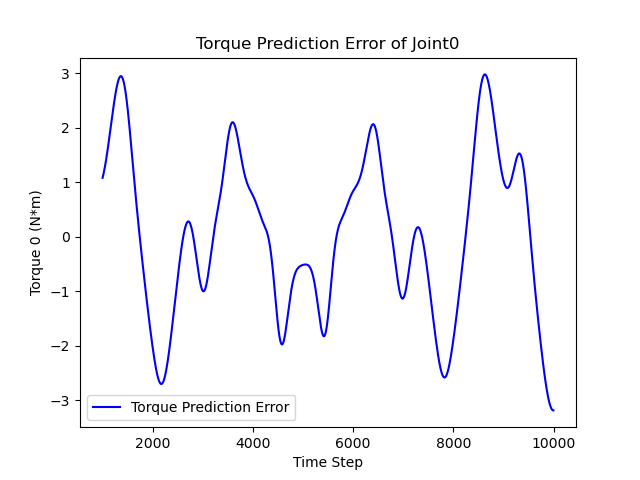 Torque Prediction Error of Joint0
3
2
1
0
−1
−2
−3
Torque 0 (N*m)
Torque Prediction Error
2000 4000 6000 8000 10000
Time Step